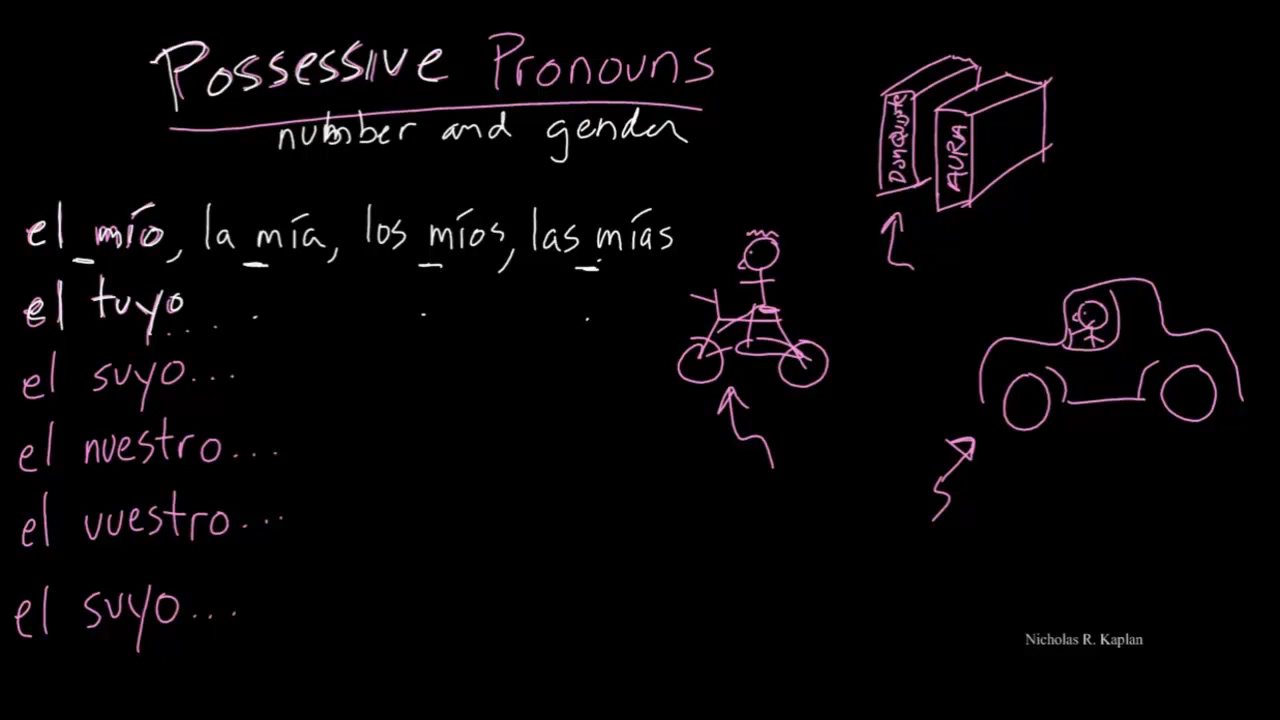 Possessive Pronouns
number and gender
el mío, la mía, los míos, las mías
el tuyo....
el suyo...
el nuestro...
el vuestro...
el suyo...
DONQUIJOTE
AURA
Nicholas R. Kaplan